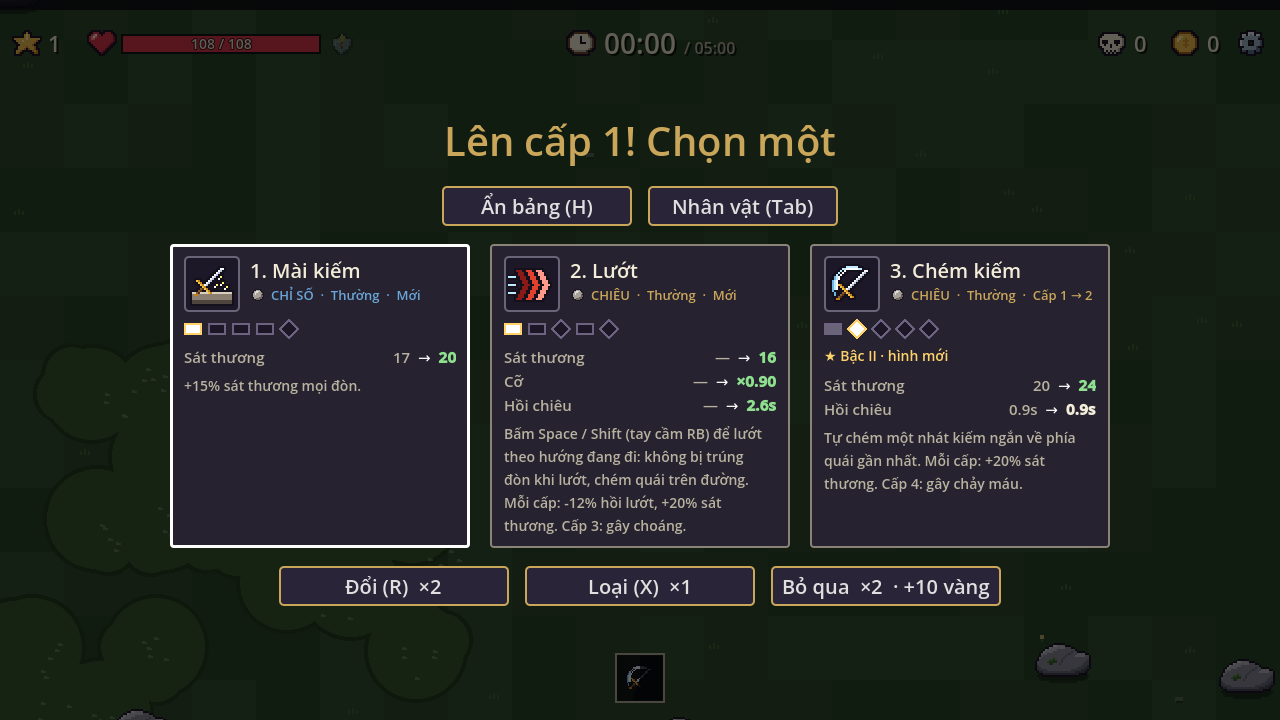 1
108 / 108
00:00 / 05:00
0
0
Lên cấp 1! Chọn một
Ẩn bảng (H)
Nhân vật (Tab)
1. Mài kiếm
CHỈ SỐ · Thường · Mới
Sát thương 17 → 20
+15% sát thương mọi đòn.
2. Lướt
CHIÊU · Thường · Mới
Sát thương — → 16
Cỡ — → ×0.90
Hồi chiêu — → 2.6s
Bấm Space / Shift (tay cầm RB) để lướt
theo hướng đang đi: không bị trúng
đòn khi lướt, chém quái trên đường.
Mỗi cấp: -12% hồi lướt, +20% sát
thương. Cấp 3: gây choáng.
3. Chém kiếm
CHIÊU · Thường · Cấp 1 → 2
★ Bậc II · hình mới
Sát thương 20 → 24
Hồi chiêu 0.9s → 0.9s
Tự chém một nhát kiếm ngắn về phía
quái gần nhất. Mỗi cấp: +20% sát
thương. Cấp 4: gây chảy máu.
Đổi (R) ×2
Loại (X) ×1
Bỏ qua ×2 · +10 vàng